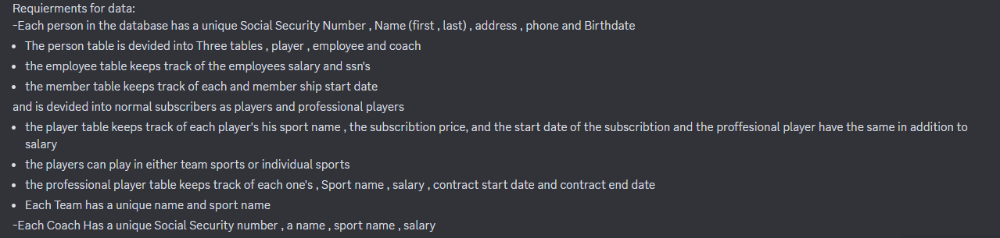 Requierments for data:
-Each person in the database has a unique Social Security Number , Name (first , last) , address , phone and Birthdate
• The person table is devided into Three tables , player , employee and coach
• the employee table keeps track of the employees salary and ssn's
• the member table keeps track of each and member ship start date
and is devided into normal subscribers as players and professional players
• the player table keeps track of each player's his sport name , the subscribtion price, and the start date of the subscribtion and the proffesional player have the same in addition to
salary
• the players can play in either team sports or individual sports
• the professional player table keeps track of each one's , Sport name , salary , contract start date and contract end date
• Each Team has a unique name and sport name
-Each Coach Has a unique Social Security number , a name , sport name , salary